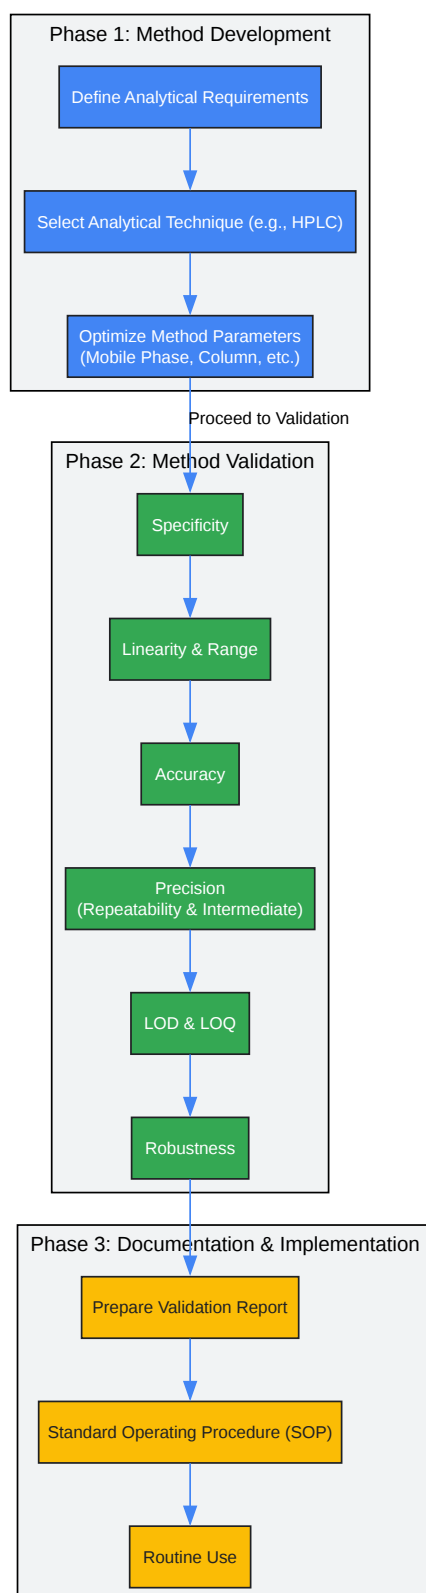 Phase 1: Method Development
Define Analytical Requirements
Select Analytical Technique (e.g., HPLC)
Optimize Method Parameters
(Mobile Phase, Column, etc.)
Proceed to Validation
Phase 2: Method Validation
Specificity
Linearity & Range
Accuracy
Precision
(Repeatability & Intermediate)
LOD & LOQ
Robustness
Phase 3: Documentation & Implementation
Prepare Validation Report
Standard Operating Procedure (SOP)
Routine Use